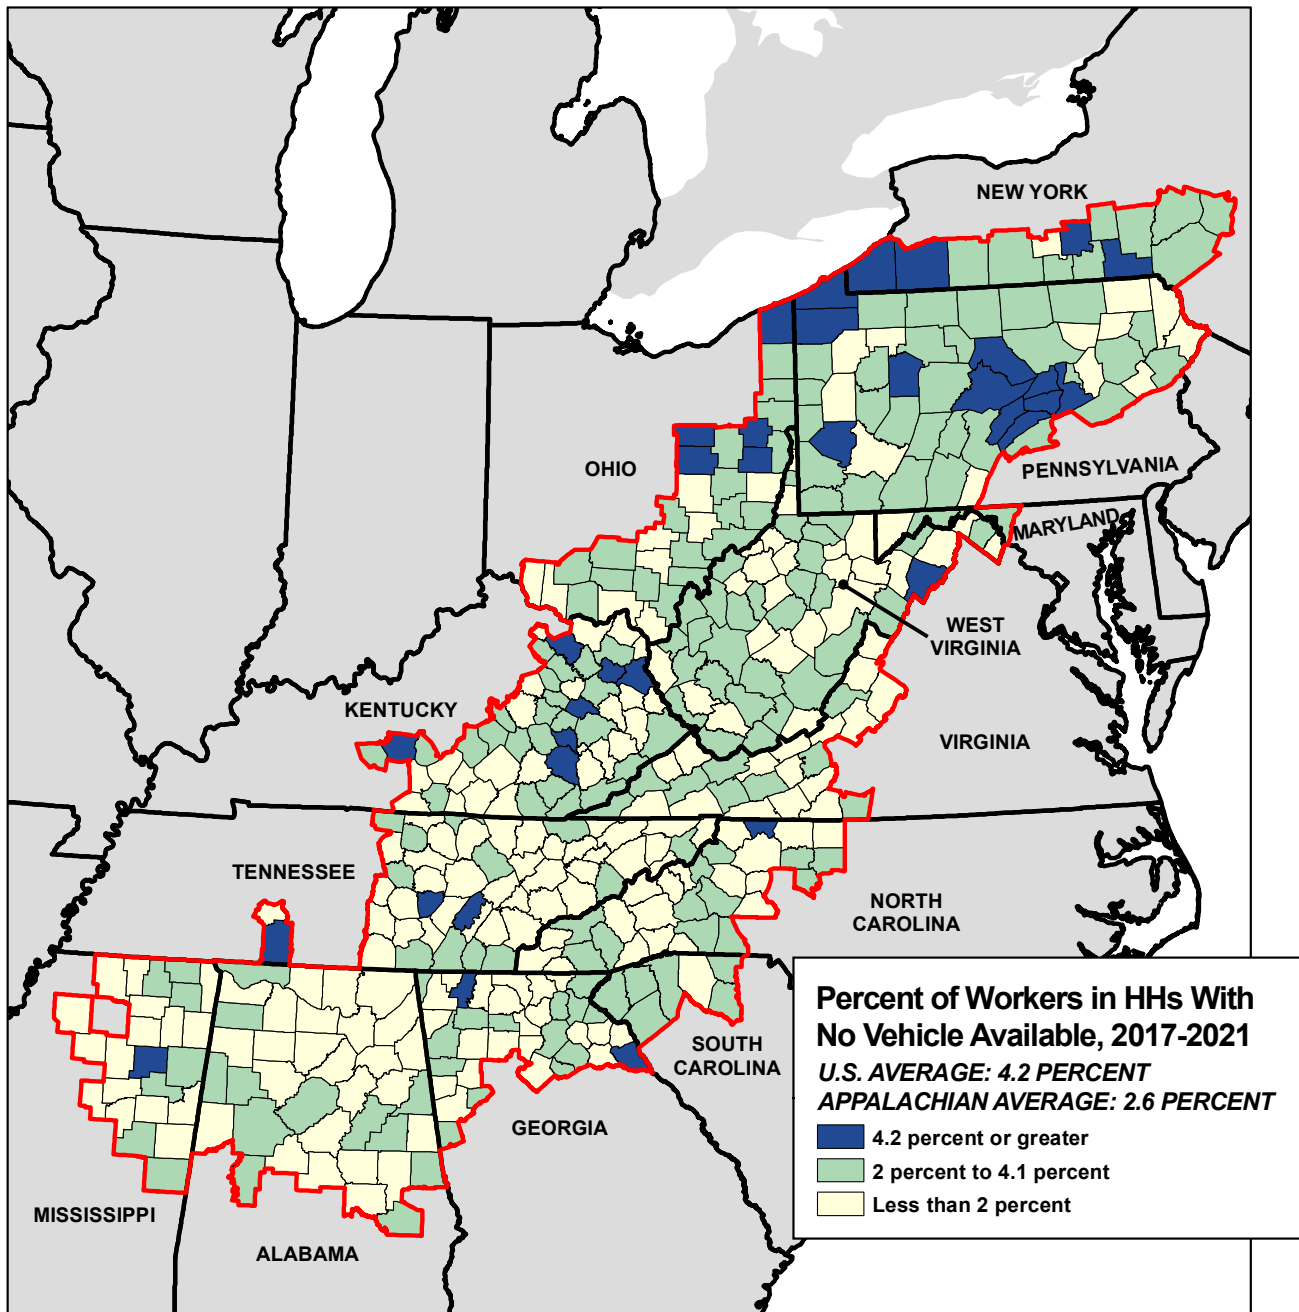 NEW YORK
OHIO
PENNSYLVANIA
MARYLAND
WEST
VIRGINIA
KENTUCKY
VIRGINIA
TENNESSEE
NORTH
CAROLINA
SOUTH
CAROLINA
GEORGIA
MISSISSIPPI
ALABAMA
Percent of Workers in HHs With
No Vehicle Available, 2017-2021
U.S. AVERAGE: 4.2 PERCENT
APPALACHIAN AVERAGE: 2.6 PERCENT
4.2 percent or greater
2 percent to 4.1 percent
Less than 2 percent